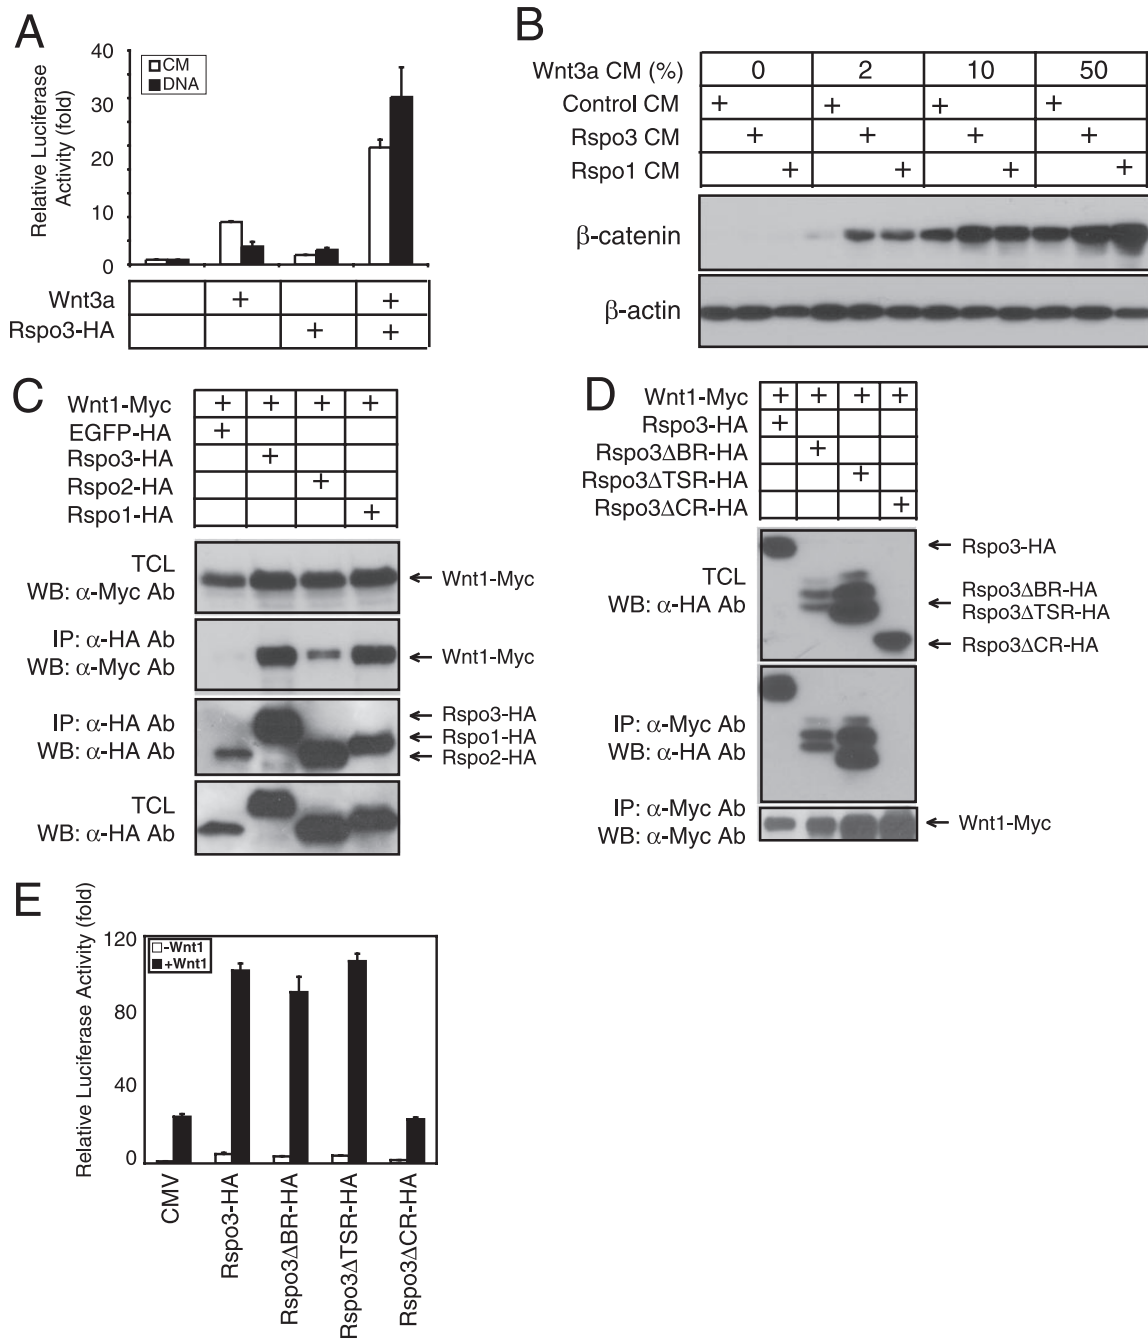 A
Relative Luciferase
Activity (fold)
40
30
20
10
0
CM
DNA
Wnt3a + +
Rspo3-HA + +
B
Wnt3a CM (%) 0 2 10 50
Control CM + + + +
Rspo3 CM + + + +
Rspo1 CM + + + +
β-catenin
β-actin
C
Wnt1-Myc + + + +
EGFP-HA +
Rspo3-HA +
Rspo2-HA +
Rspo1-HA +
TCL
WB: α-Myc Ab
← Wnt1-Myc
IP: α-HA Ab
WB: α-Myc Ab
← Wnt1-Myc
IP: α-HA Ab
WB: α-HA Ab
← Rspo3-HA
← Rspo1-HA
← Rspo2-HA
TCL
WB: α-HA Ab
D
Wnt1-Myc + + + +
Rspo3-HA +
Rspo3ΔBR-HA +
Rspo3ΔTSR-HA +
Rspo3ΔCR-HA +
TCL
WB: α-HA Ab
← Rspo3-HA
Rspo3ΔBR-HA
← Rspo3ΔTSR-HA
← Rspo3ΔCR-HA
IP: α-Myc Ab
WB: α-HA Ab
IP: α-Myc Ab
WB: α-Myc Ab
← Wnt1-Myc
E
Relative Luciferase Activity (fold)
120
80
40
0
-Wnt1
+Wnt1
CMV
Rspo3-HA
Rspo3ΔBR-HA
Rspo3ΔTSR-HA
Rspo3ΔCR-HA